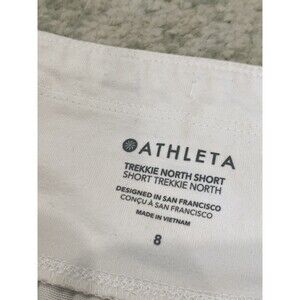 ATHLETA
TREKKIE NORTH SHORT
SHORT TREKKIE NORTH
DESIGNED IN SAN FRANCISCO
CONÇU À SAN FRANCISCO
MADE IN VIETNAM
8